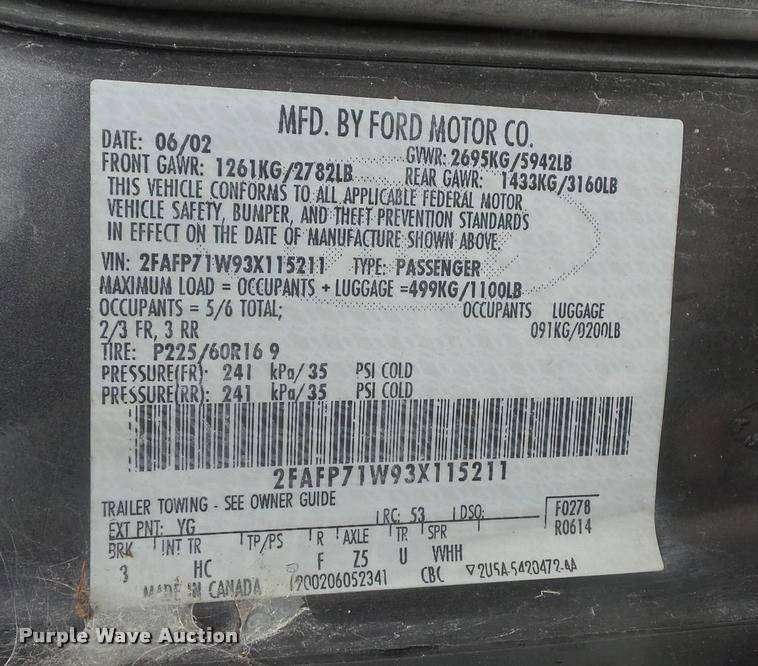 MFD. BY FORD MOTOR CO.
DATE: 06/02 GVWR: 2695KG/5942LB
FRONT GAWR: 1261KG/2782LB REAR GAWR: 1433KG/3160LB
THIS VEHICLE CONFORMS TO ALL APPLICABLE FEDERAL MOTOR
VEHICLE SAFETY, BUMPER, AND THEFT PREVENTION STANDARDS
IN EFFECT ON THE DATE OF MANUFACTURE SHOWN ABOVE.
VIN: 2FAFP71W93X115211 TYPE: PASSENGER
MAXIMUM LOAD = OCCUPANTS + LUGGAGE =499KG/1100LB
OCCUPANTS = 5/6 TOTAL; OCCUPANTS LUGGAGE
2/3 FR, 3 RR 091KG/0200LB
TIRE: P225/60R16 9
PRESSURE(FR): 241 kPa/35 PSI COLD
PRESSURE(RR): 241 kPa/35 PSI COLD
2FAFP71W93X115211
TRAILER TOWING - SEE OWNER GUIDE
EXT PNT: YG RC: 53 DSO: F0278
R0614
BRK INT TR TP/PS R AXLE TR SPR
3 HC F Z5 U VVHH
MADE IN CANADA 200206052341 CBC 2U5A-5420472-AA
Purple Wave Auction